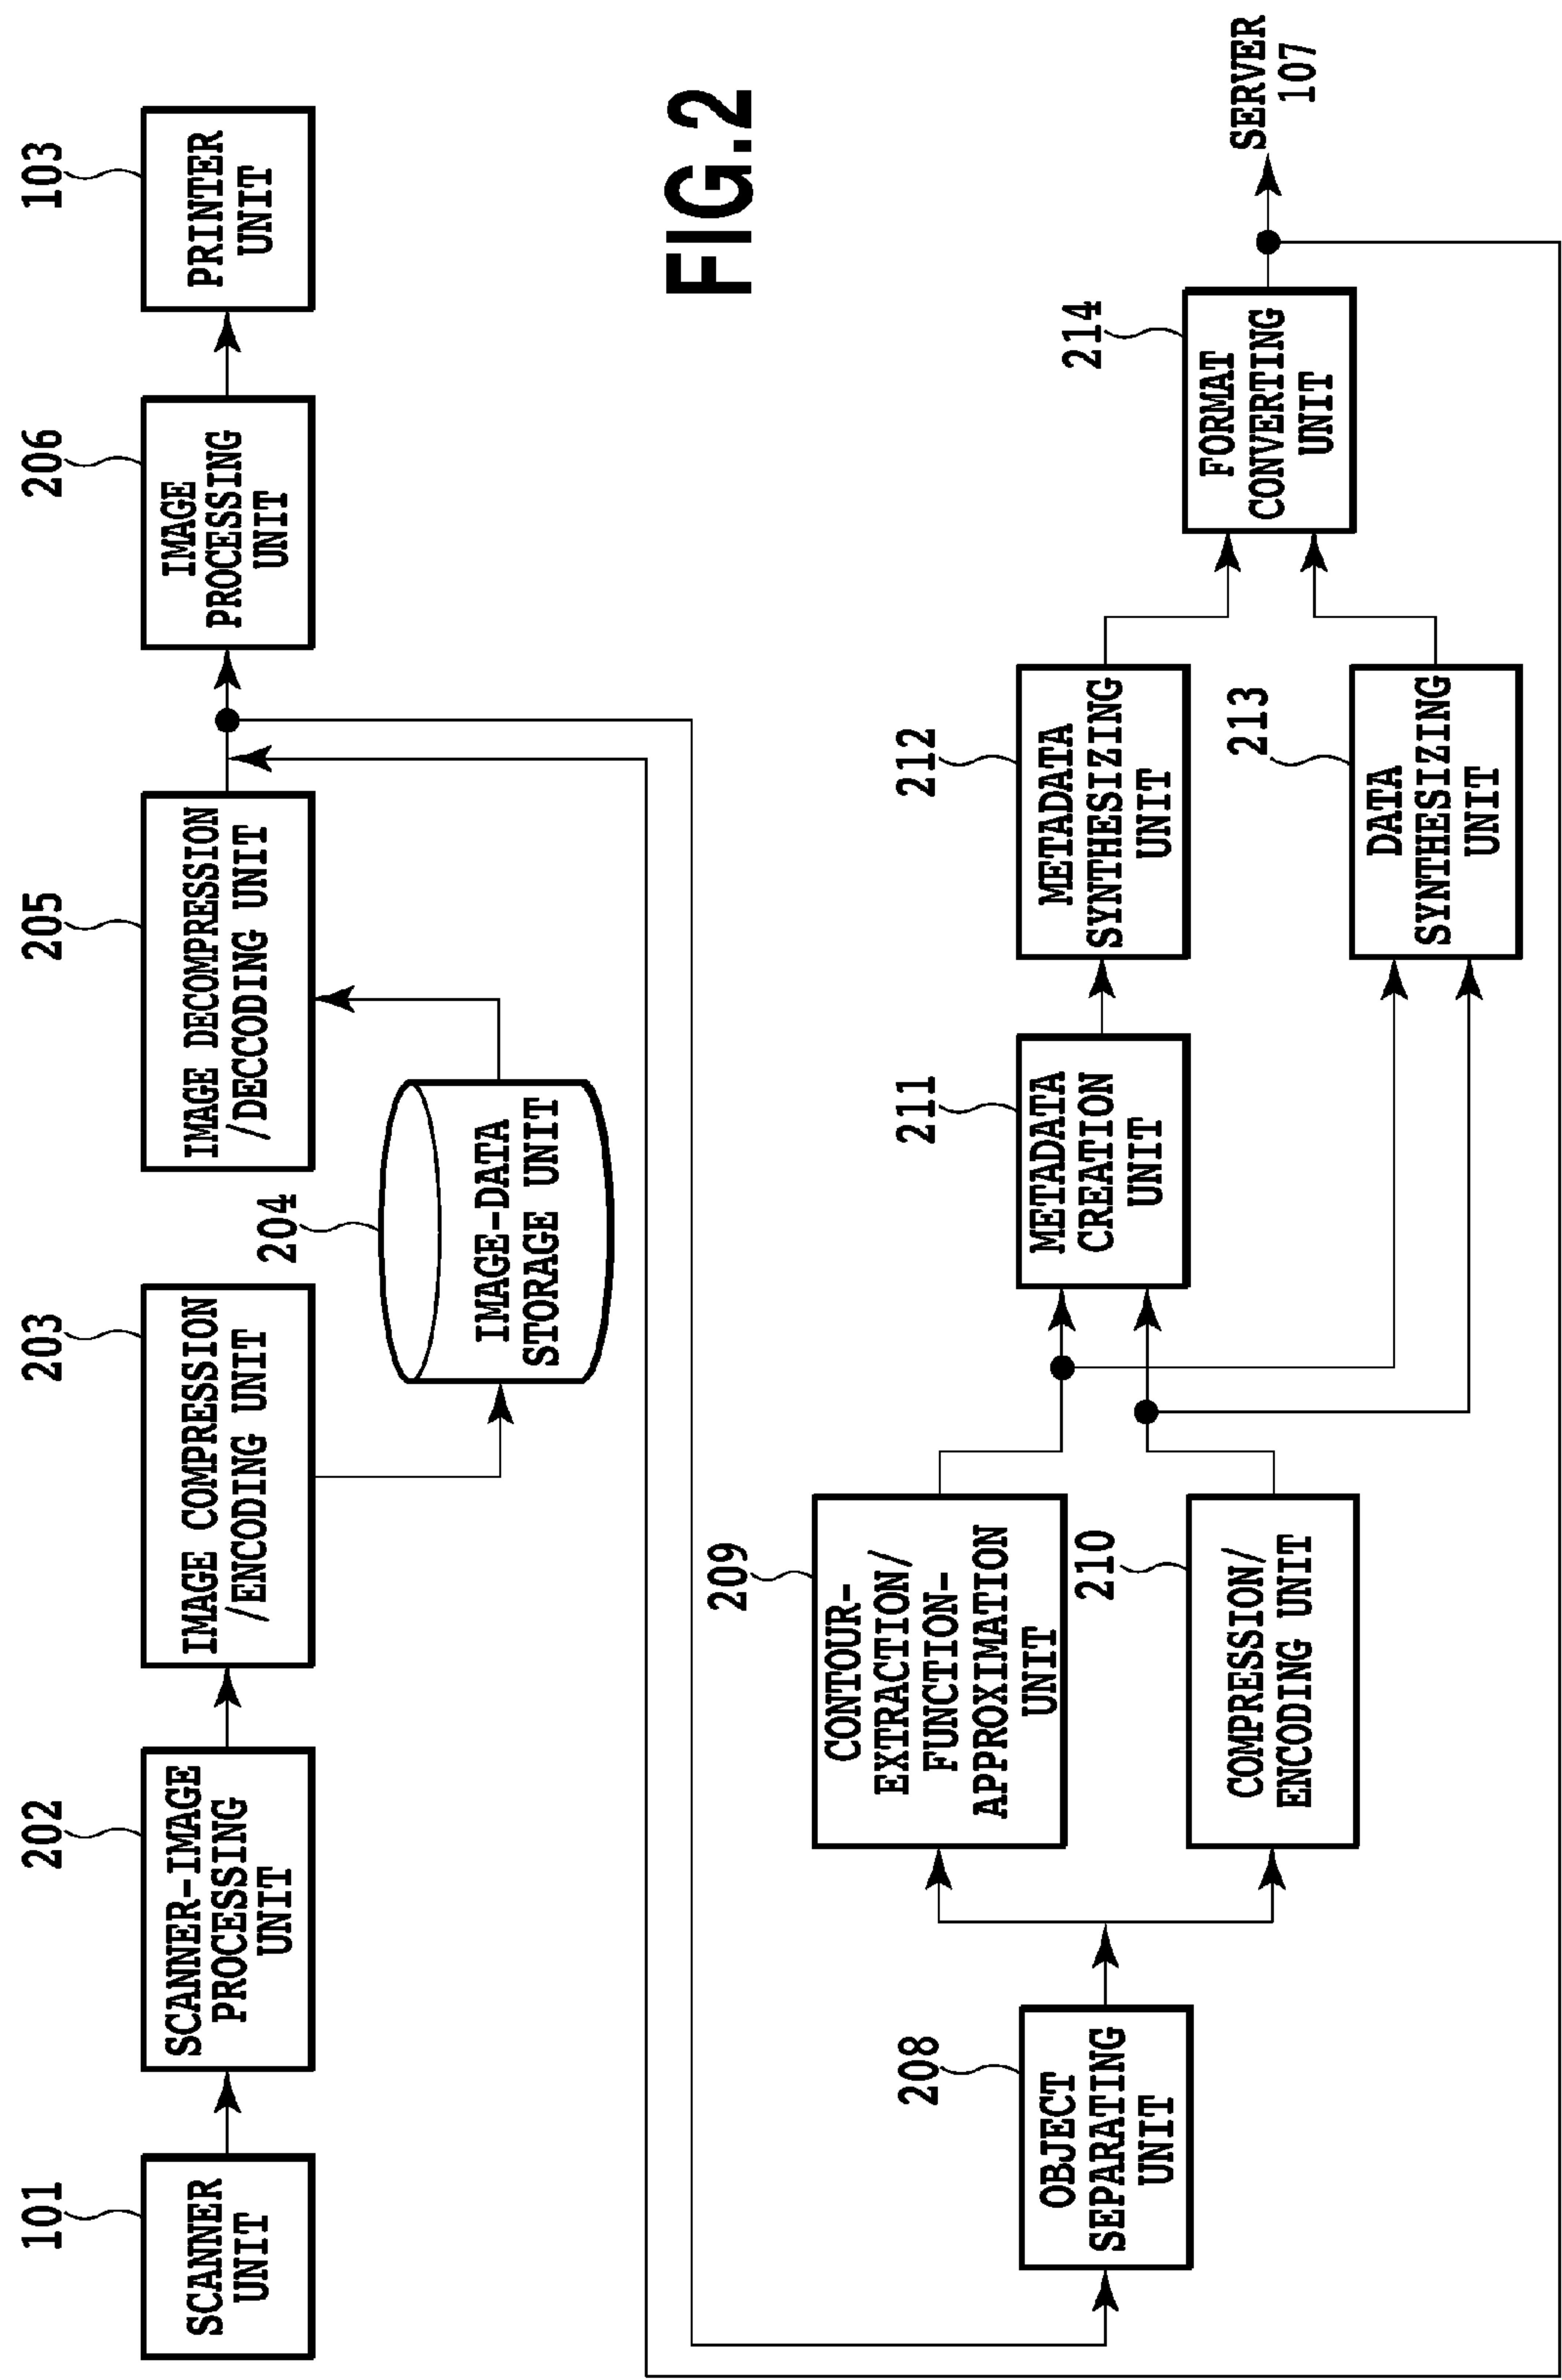 101
SCANNER
UNIT
202
SCANNER-IMAGE
PROCESSING
UNIT
203
IMAGE COMPRESSION
/ENCODING UNIT
204
IMAGE-DATA
STORAGE UNIT
205
IMAGE DECOMPRESSION
/DECCODING UNIT
206
IMAGE
PROCESSING
UNIT
103
PRINTER
UNIT
FIG.2
208
OBJECT
SEPARATING
UNIT
209
CONTOUR-
EXTRACTION/
FUNCTION-
APPROXIMATION
UNIT
210
COMPRESSION/
ENCODING UNIT
211
METADATA
CREATION
UNIT
212
METADATA
SYNTHESIZING
UNIT
213
DATA
SYNTHESIZING
UNIT
214
FORMAT
CONVERTING
UNIT
SERVER
107